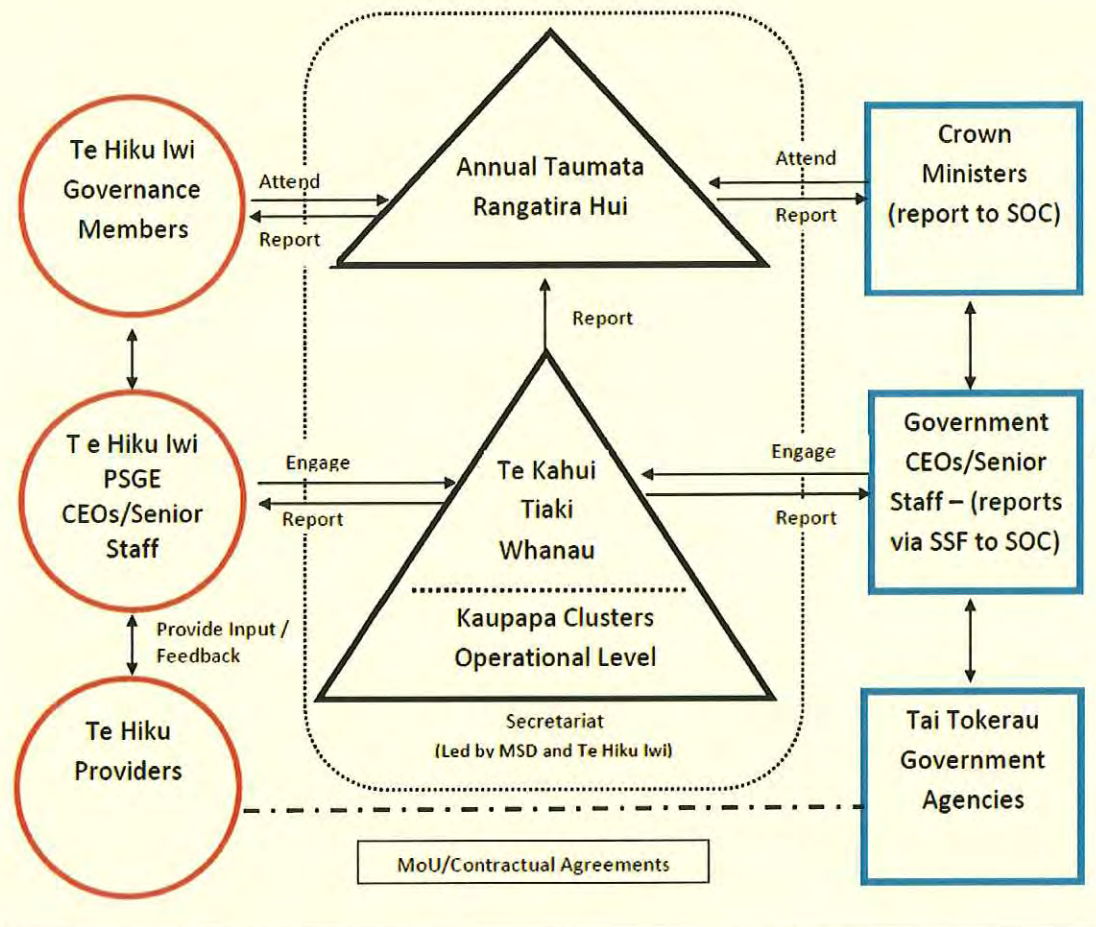 Te Hiku Iwi
Governance
Members
Attend
Report
Annual Taumata
Rangatira Hui
Attend
Report
Crown
Ministers
(report to SOC)
Report
T e Hiku Iwi
PSGE
CEOs/Senior
Staff
Engage
Report
Te Kahui
Tiaki
Whanau
Kaupapa Clusters
Operational Level
Engage
Report
Government
CEOs/Senior
Staff – (reports
via SSF to SOC)
Provide Input /
Feedback
Te Hiku
Providers
Secretariat
(Led by MSD and Te Hiku Iwi)
Tai Tokerau
Government
Agencies
MoU/Contractual Agreements